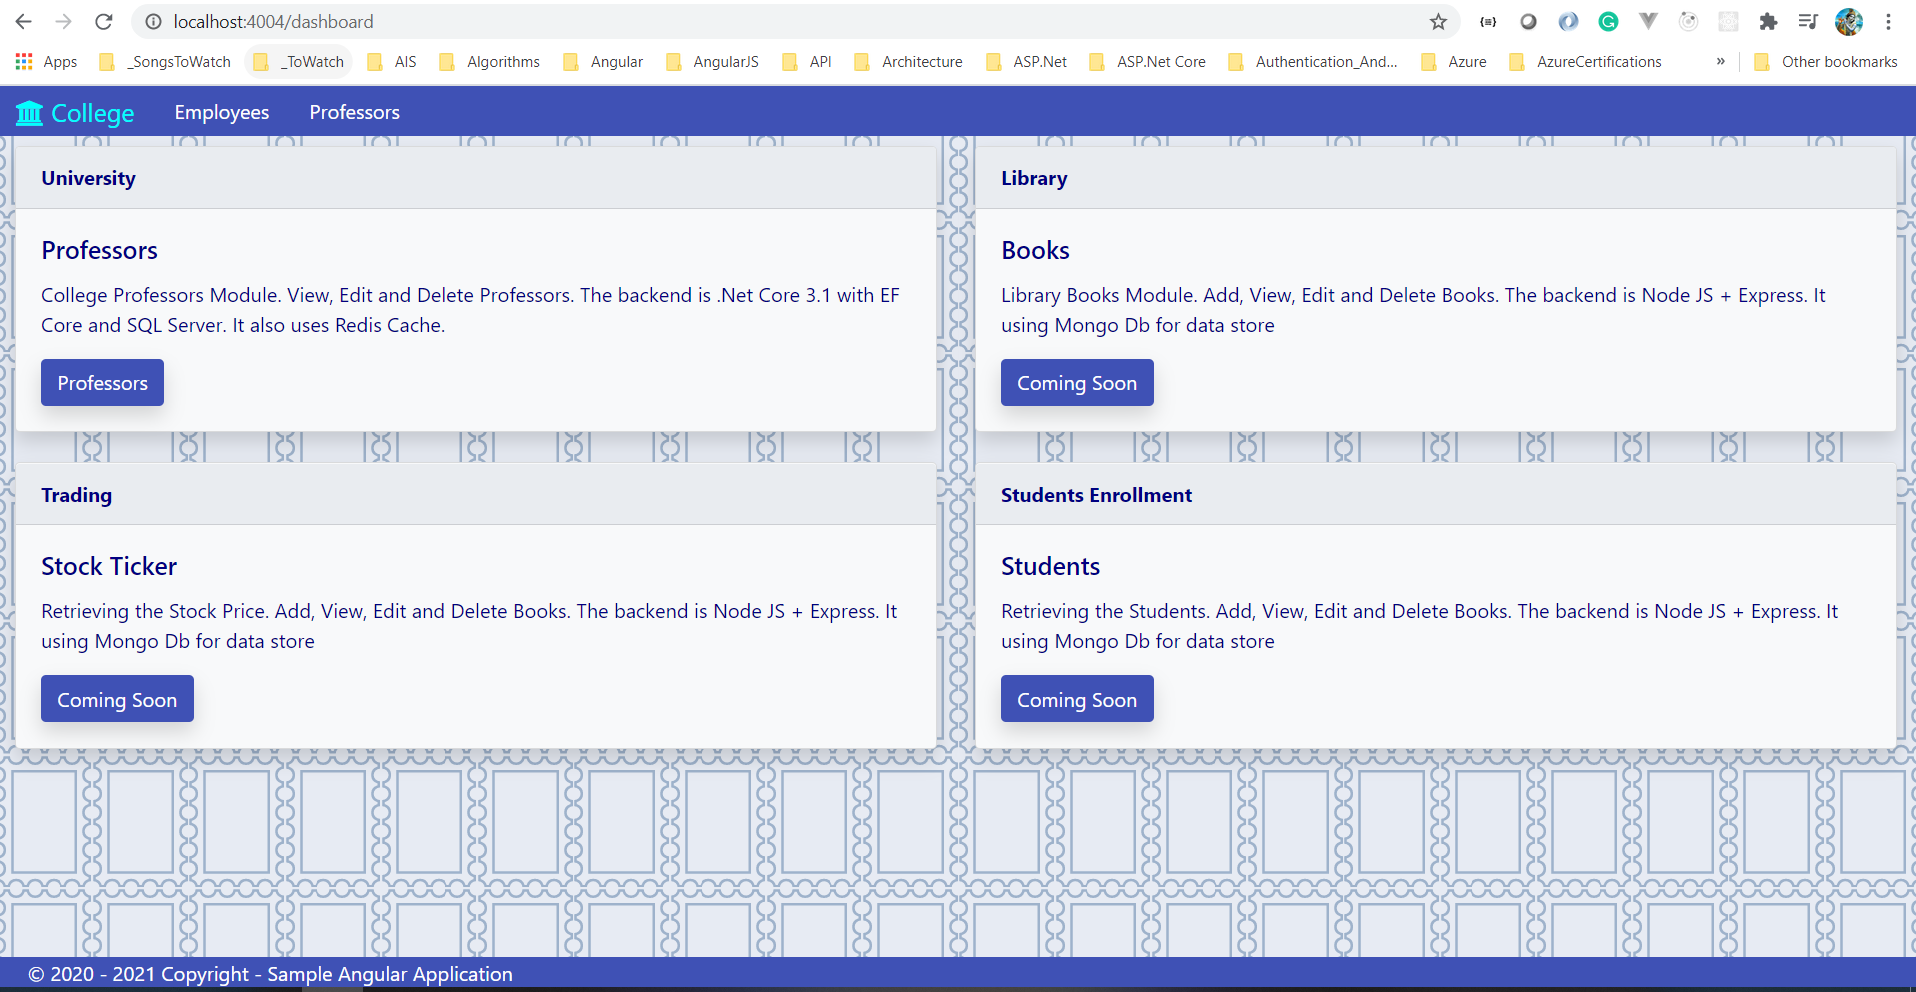 localhost:4004/dashboard
Apps _SongsToWatch _ToWatch AIS Algorithms Angular AngularJS API Architecture ASP.Net ASP.Net Core Authentication_And... Azure AzureCertifications » Other bookmarks
College Employees Professors
University
Professors
College Professors Module. View, Edit and Delete Professors. The backend is .Net Core 3.1 with EF
Core and SQL Server. It also uses Redis Cache.
Professors
Library
Books
Library Books Module. Add, View, Edit and Delete Books. The backend is Node JS + Express. It
using Mongo Db for data store
Coming Soon
Trading
Stock Ticker
Retrieving the Stock Price. Add, View, Edit and Delete Books. The backend is Node JS + Express. It
using Mongo Db for data store
Coming Soon
Students Enrollment
Students
Retrieving the Students. Add, View, Edit and Delete Books. The backend is Node JS + Express. It
using Mongo Db for data store
Coming Soon
© 2020 - 2021 Copyright - Sample Angular Application